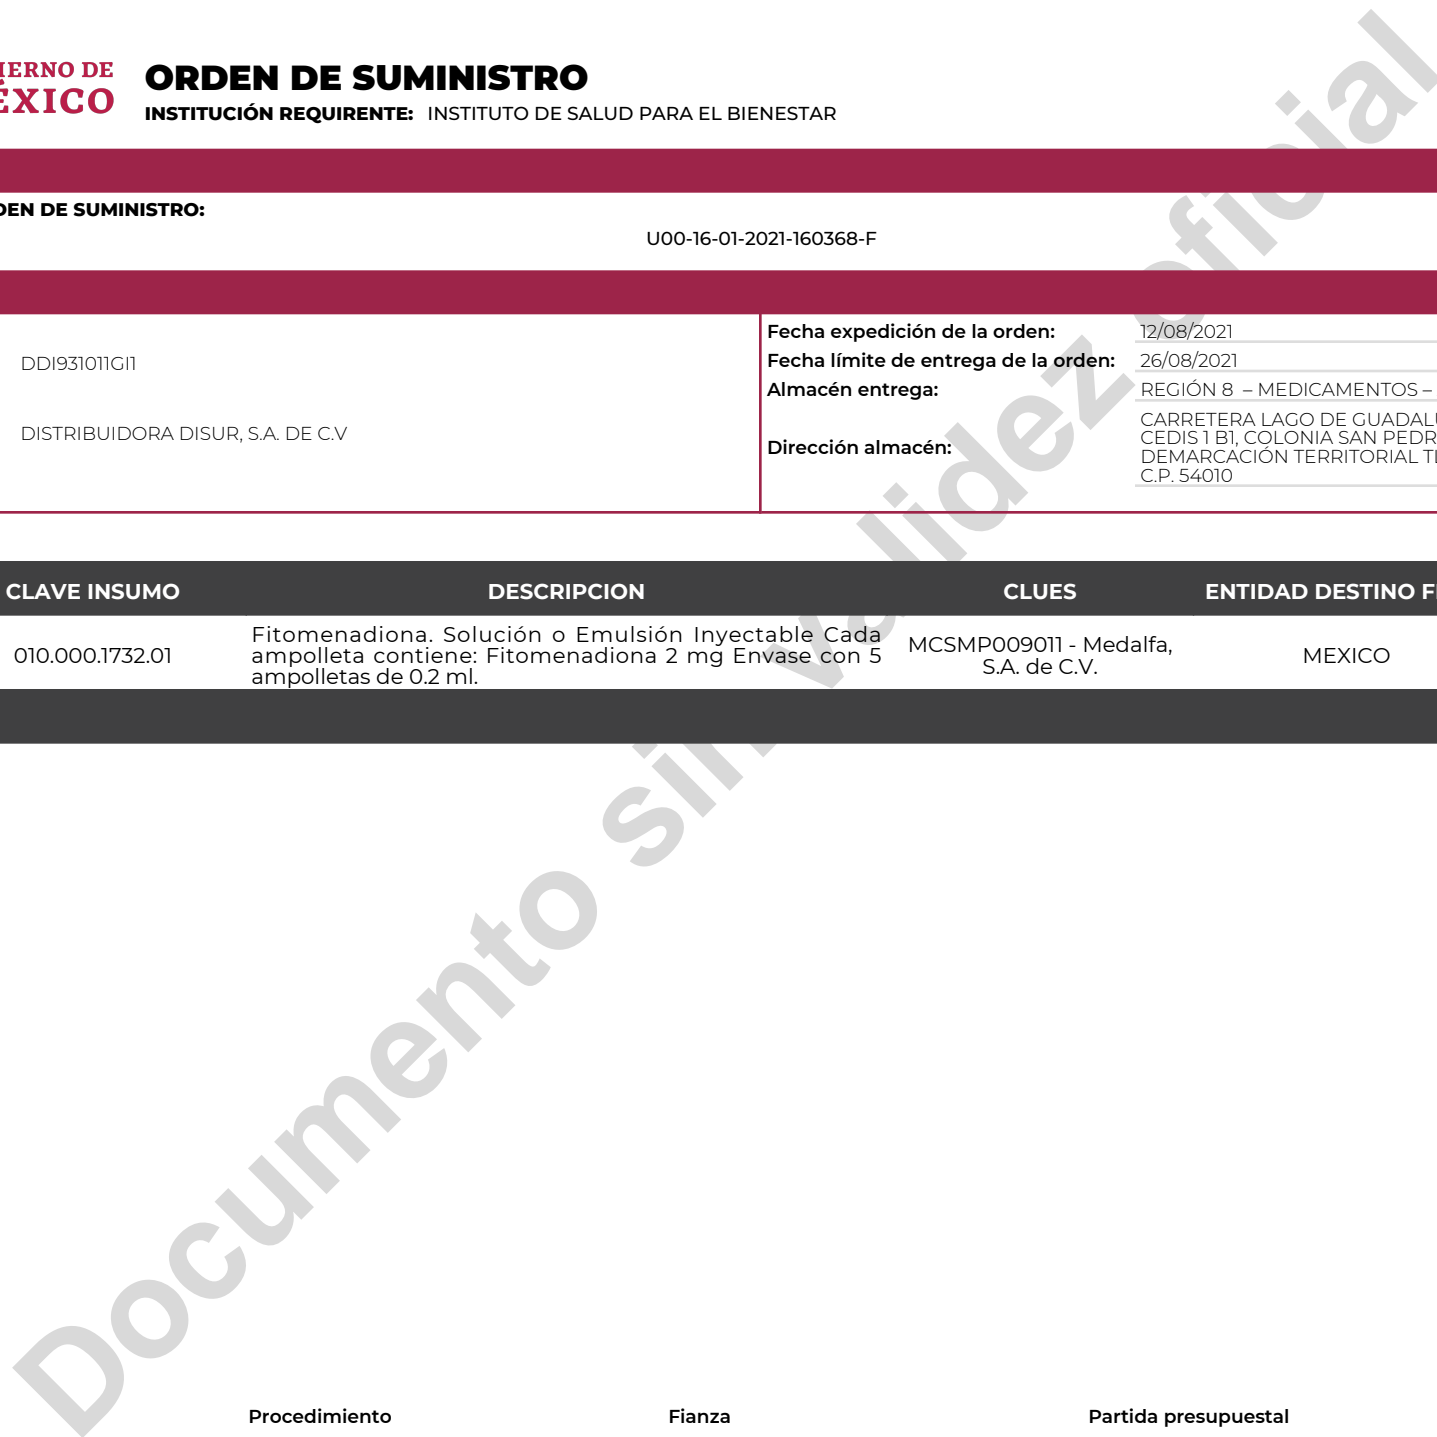 IERNO DE
ÉXICO
ORDEN DE SUMINISTRO
INSTITUCIÓN REQUIRENTE: INSTITUTO DE SALUD PARA EL BIENESTAR
DEN DE SUMINISTRO:
U00-16-01-2021-160368-F
DDI931011GI1
DISTRIBUIDORA DISUR, S.A. DE C.V
Fecha expedición de la orden: 12/08/2021
Fecha límite de entrega de la orden: 26/08/2021
Almacén entrega: REGIÓN 8 – MEDICAMENTOS –
Dirección almacén:
CARRETERA LAGO DE GUADALU
CEDIS 1 B1, COLONIA SAN PEDR
DEMARCACIÓN TERRITORIAL TL
C.P. 54010
CLAVE INSUMO DESCRIPCION CLUES ENTIDAD DESTINO F
010.000.1732.01
Fitomenadiona. Solución o Emulsión Inyectable Cada
ampolleta contiene: Fitomenadiona 2 mg Envase con 5
ampolletas de 0.2 ml.
MCSMP009011 - Medalfa,
S.A. de C.V.
MEXICO
Documento sin validez oficial
Procedimiento Fianza Partida presupuestal